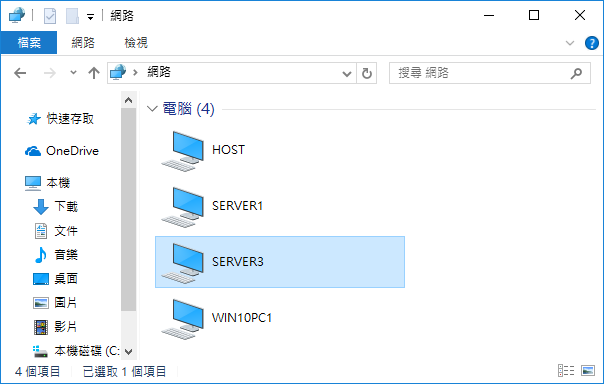 網路
檔案 網路 檢視
網路 搜尋 網路
快速存取
OneDrive
本機
下載
文件
音樂
桌面
圖片
影片
本機磁碟 (C:
電腦 (4)
HOST
SERVER1
SERVER3
WIN10PC1
4 個項目 已選取 1 個項目